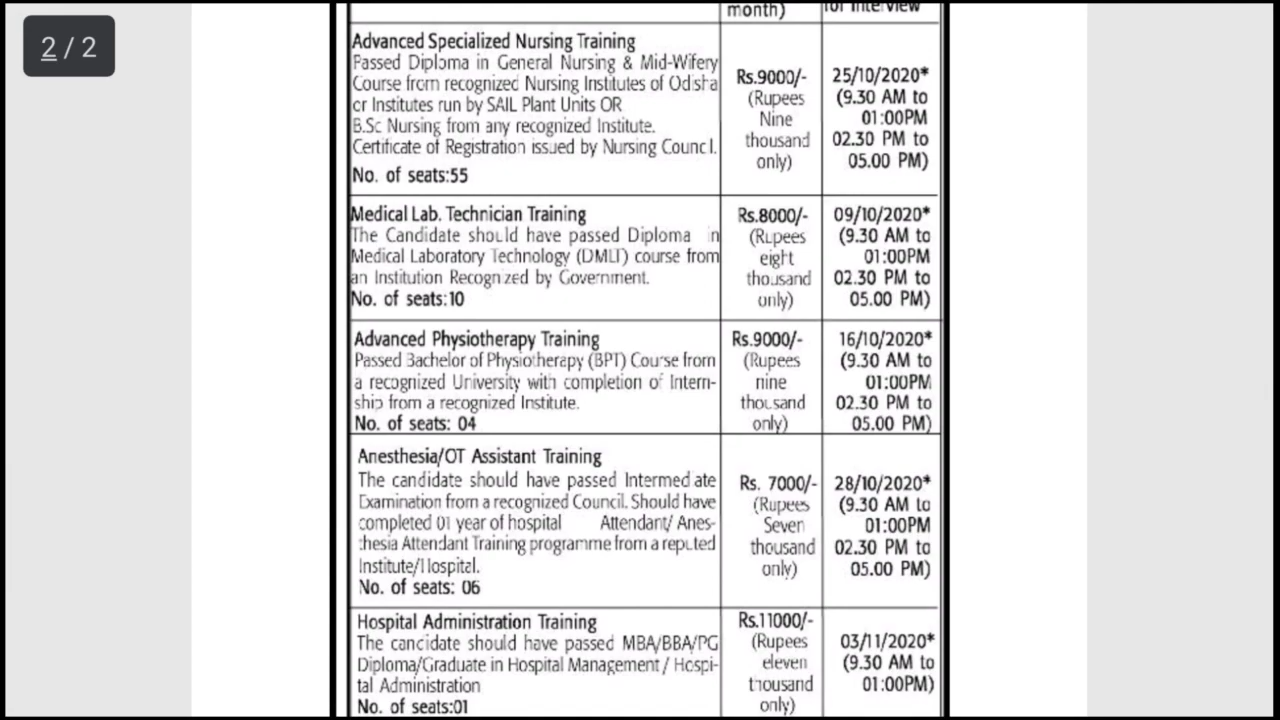 2 / 2
month)
for Interview
Advanced Specialized Nursing Training
Passed Diploma in General Nursing & Mid-Wifery
Course from recognized Nursing Institutes of Odisha
or Institutes run by SAIL Plant Units OR
B.Sc Nursing from any recognized Institute.
Certificate of Registration issued by Nursing Council.
No. of seats:55
Rs.9000/-
(Rupees
Nine
thousand
only)
25/10/2020*
(9.30 AM to
01:00PM
02.30 PM to
05.00 PM)
Medical Lab. Technician Training
The Candidate should have passed Diploma in
Medical Laboratory Technology (DMLT) course from
an Institution Recognized by Government.
No. of seats:10
Rs.8000/-
(Rupees
eight
thousand
only)
09/10/2020*
(9.30 AM to
01:00PM
02.30 PM to
05.00 PM)
Advanced Physiotherapy Training
Passed Bachelor of Physiotherapy (BPT) Course from
a recognized University with completion of Intern-
ship from a recognized Institute.
No. of seats: 04
Rs.9000/-
(Rupees
nine
thousand
only)
16/10/2020*
(9.30 AM to
01:00PM
02.30 PM to
05.00 PM)
Anesthesia/OT Assistant Training
The candidate should have passed Intermediate
Examination from a recognized Council. Should have
completed 01 year of hospital Attendant/ Anes-
thesia Attendant Training programme from a reputed
Institute/Hospital.
No. of seats: 06
Rs. 7000/-
(Rupees
Seven
thousand
only)
28/10/2020*
(9.30 AM to
01:00PM
02.30 PM to
05.00 PM)
Hospital Administration Training
The candidate should have passed MBA/BBA/PG
Diploma/Graduate in Hospital Management / Hospi-
tal Administration
No. of seats:01
Rs.11000/-
(Rupees
eleven
thousand
only)
03/11/2020*
(9.30 AM to
01:00PM)